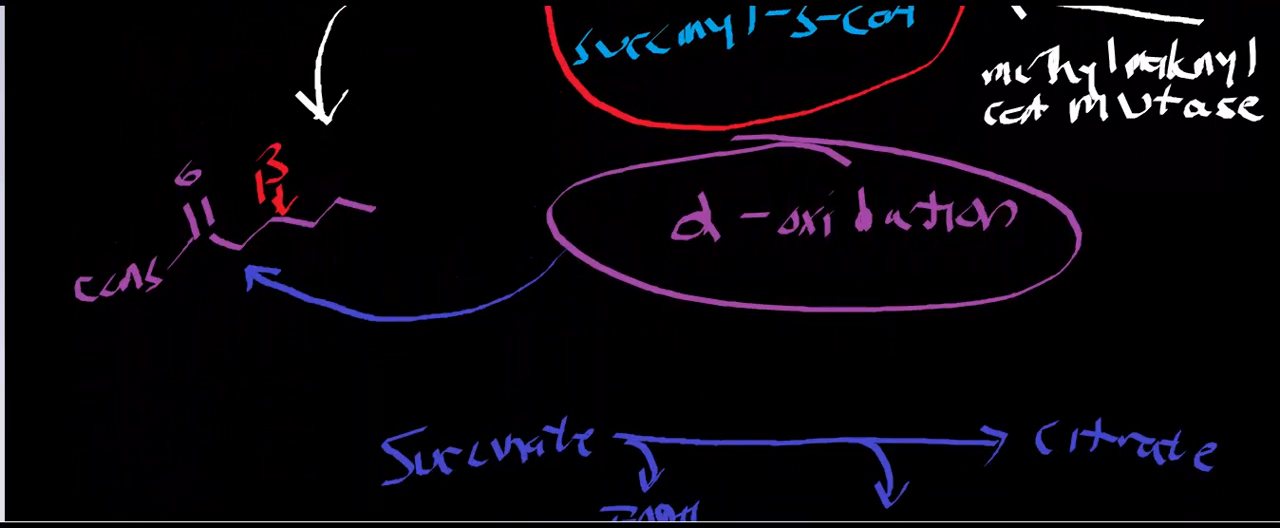 succinyl-S-CoA
methylmalonyl
CoA mutase
O
β
CoAS
α-oxidation
Succinate
Citrate